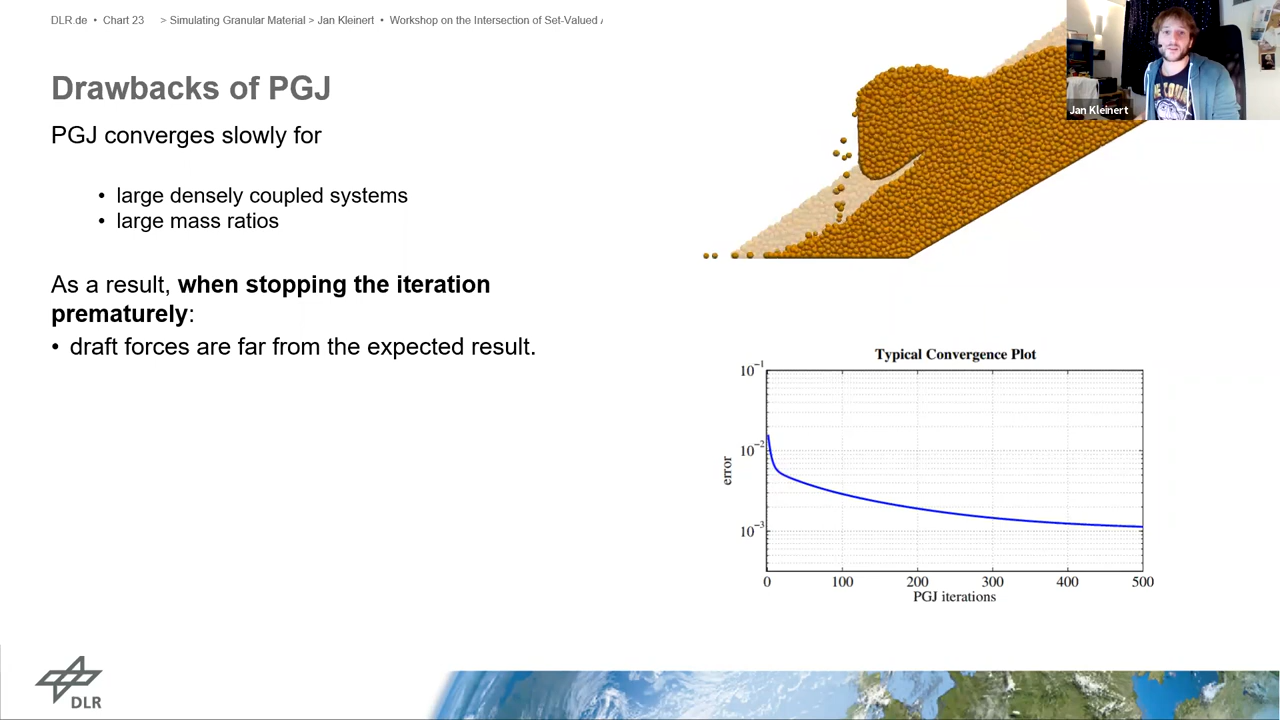 DLR.de • Chart 23 > Simulating Granular Material > Jan Kleinert • Workshop on the Intersection of Set-Valued
Jan Kleinert
Drawbacks of PGJ
PGJ converges slowly for
• large densely coupled systems
• large mass ratios
As a result, when stopping the iteration
prematurely:
• draft forces are far from the expected result.
Typical Convergence Plot
10^-1
10^-2
10^-3
error
0 100 200 300 400 500
PGJ iterations
DLR